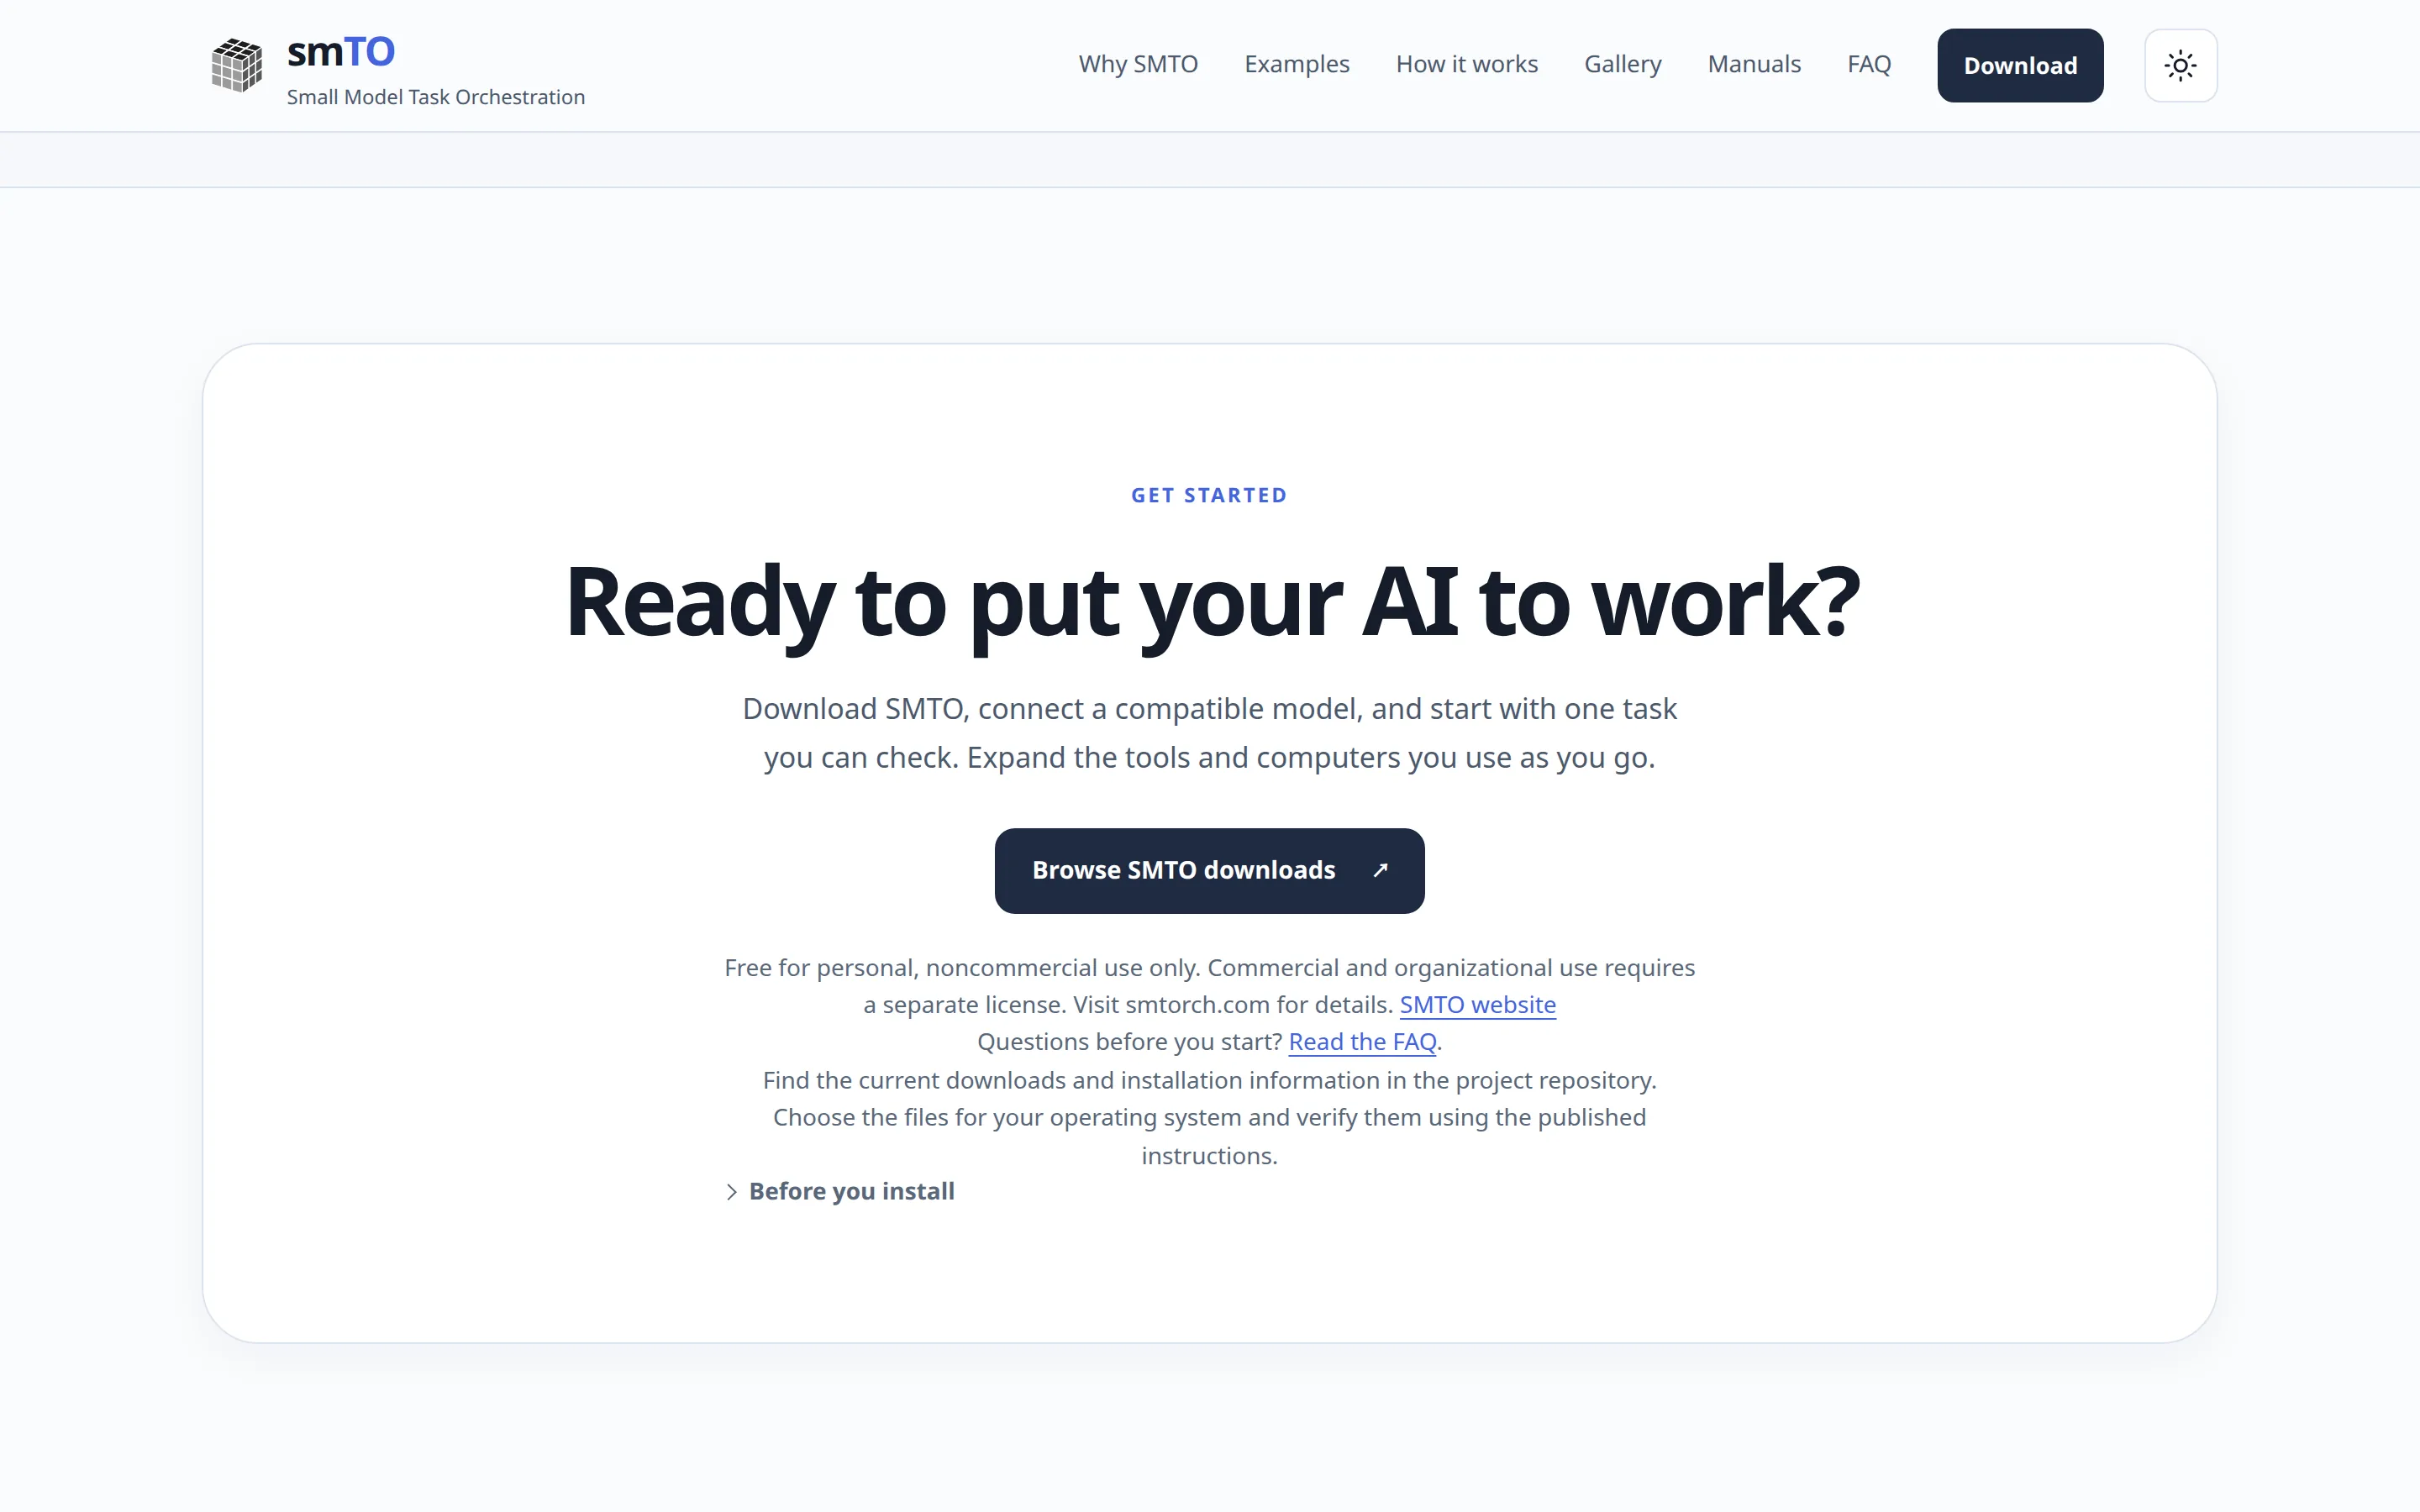 smTO
Small Model Task Orchestration
Why SMTO
Examples
How it works
Gallery
Manuals
FAQ
Download
GET STARTED
Ready to put your AI to work?
Download SMTO, connect a compatible model, and start with one task
you can check. Expand the tools and computers you use as you go.
Browse SMTO downloads ↗
Free for personal, noncommercial use only. Commercial and organizational use requires
a separate license. Visit smtorch.com for details. SMTO website
Questions before you start? Read the FAQ.
Find the current downloads and installation information in the project repository.
Choose the files for your operating system and verify them using the published
instructions.
Before you install